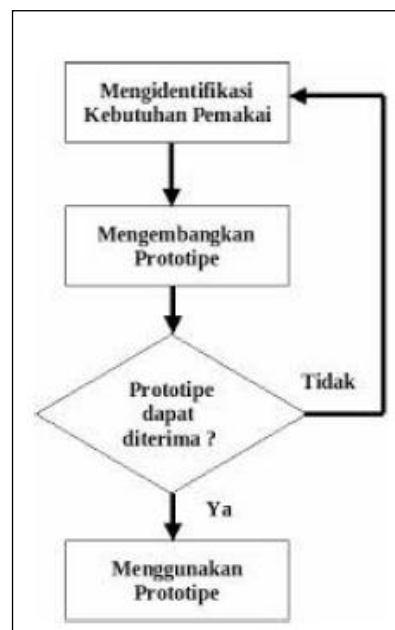 Mengidentifikasi
Kebutuhan Pemakai
Mengembangkan
Prototipe
Prototipe
dapat
diterima ?
Tidak
Ya
Menggunakan
Prototipe